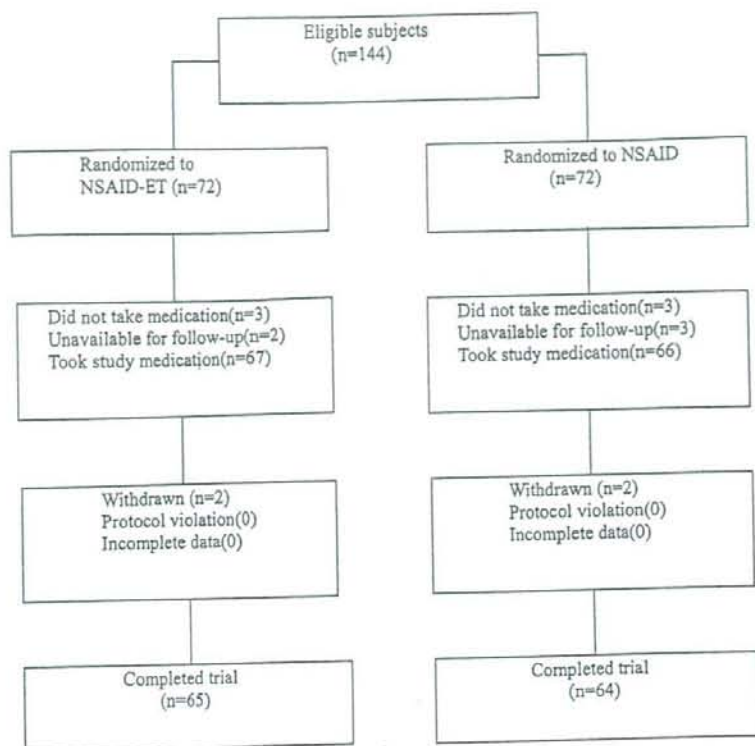 Eligible subjects
(n=144)
Randomized to
NSAID-ET (n=72)
Randomized to NSAID
(n=72)
Did not take medication(n=3)
Unavailable for follow-up(n=2)
Took study medication(n=67)
Did not take medication(n=3)
Unavailable for follow-up(n=3)
Took study medication(n=66)
Withdrawn (n=2)
Protocol violation(0)
Incomplete data(0)
Withdrawn (n=2)
Protocol violation(0)
Incomplete data(0)
Completed trial
(n=65)
Completed trial
(n=64)